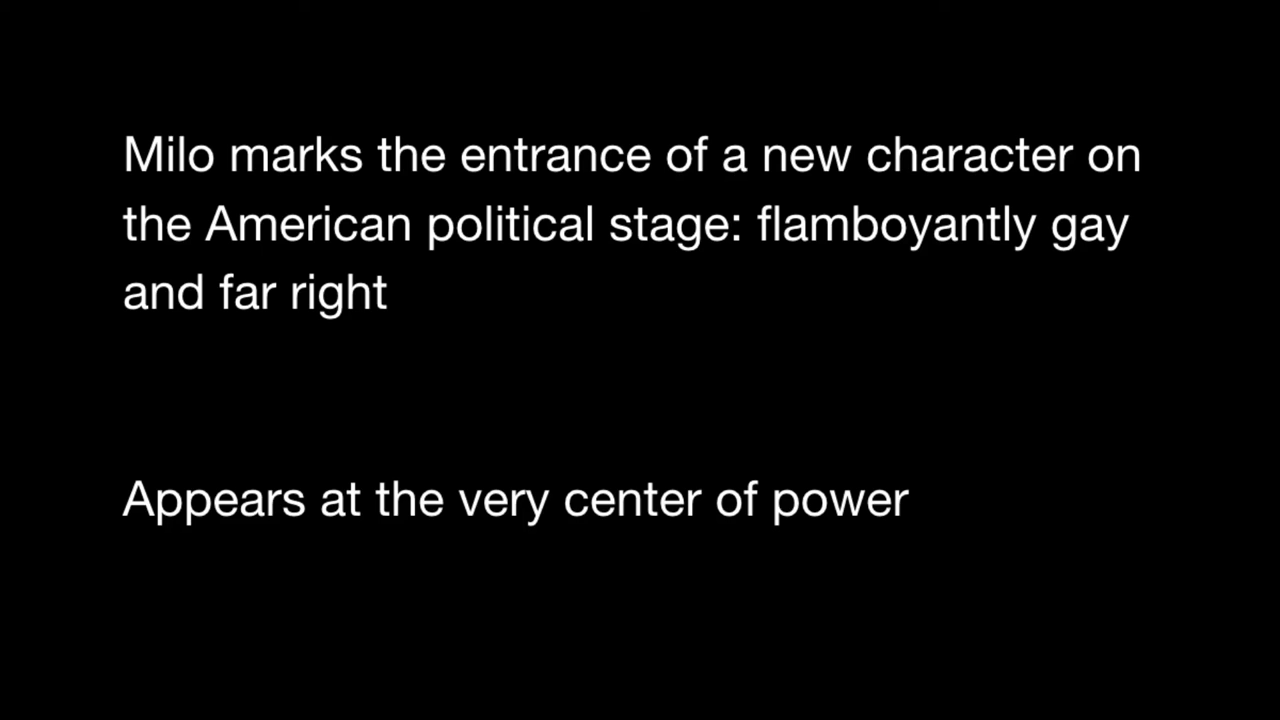 Milo marks the entrance of a new character on
the American political stage: flamboyantly gay
and far right
Appears at the very center of power